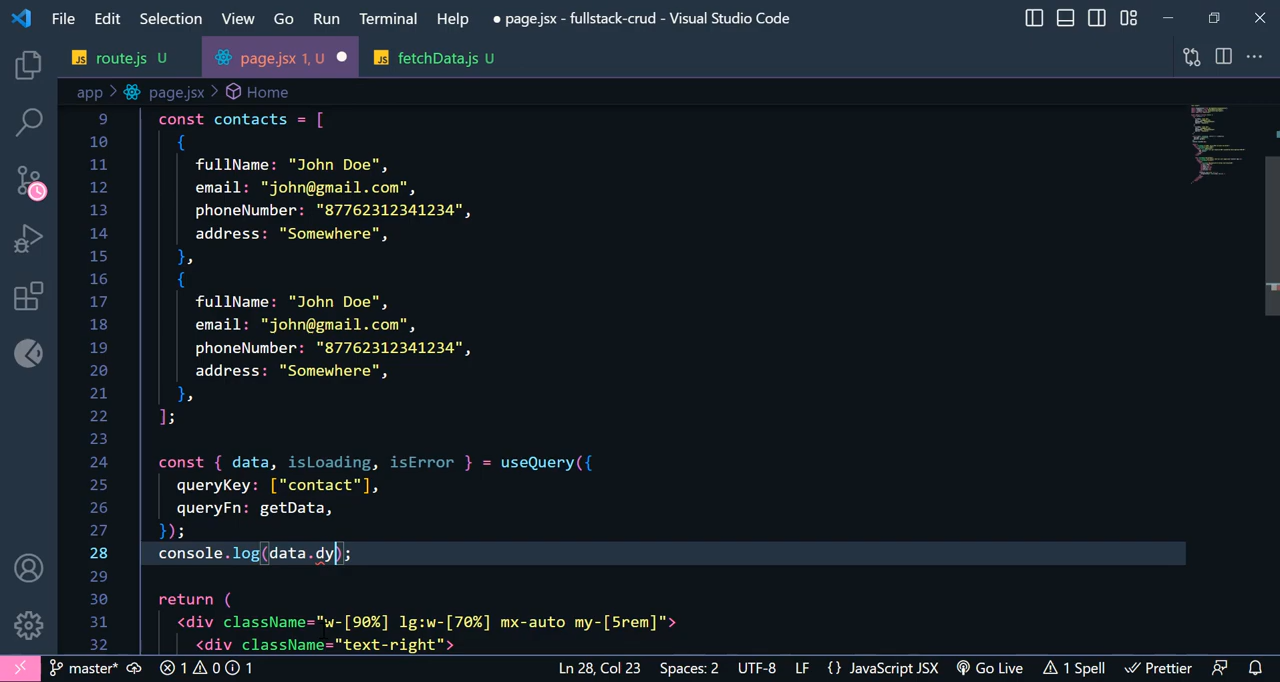 File Edit Selection View Go Run Terminal Help ● page.jsx - fullstack-crud - Visual Studio Code
JS route.js U page.jsx 1, U JS fetchData.js U
app > page.jsx > Home
9 const contacts = [
10 {
11 fullName: "John Doe",
12 email: "john@gmail.com",
13 phoneNumber: "87762312341234",
14 address: "Somewhere",
15 },
16 {
17 fullName: "John Doe",
18 email: "john@gmail.com",
19 phoneNumber: "87762312341234",
20 address: "Somewhere",
21 },
22 ];
23
24 const { data, isLoading, isError } = useQuery({
25 queryKey: ["contact"],
26 queryFn: getData,
27 });
28 console.log(data.dy);
29
30 return (
31 <div className="w-[90%] lg:w-[70%] mx-auto my-[5rem]">
32 <div className="text-right">
master* 1 0 1 Ln 28, Col 23 Spaces: 2 UTF-8 LF {} JavaScript JSX Go Live 1 Spell Prettier